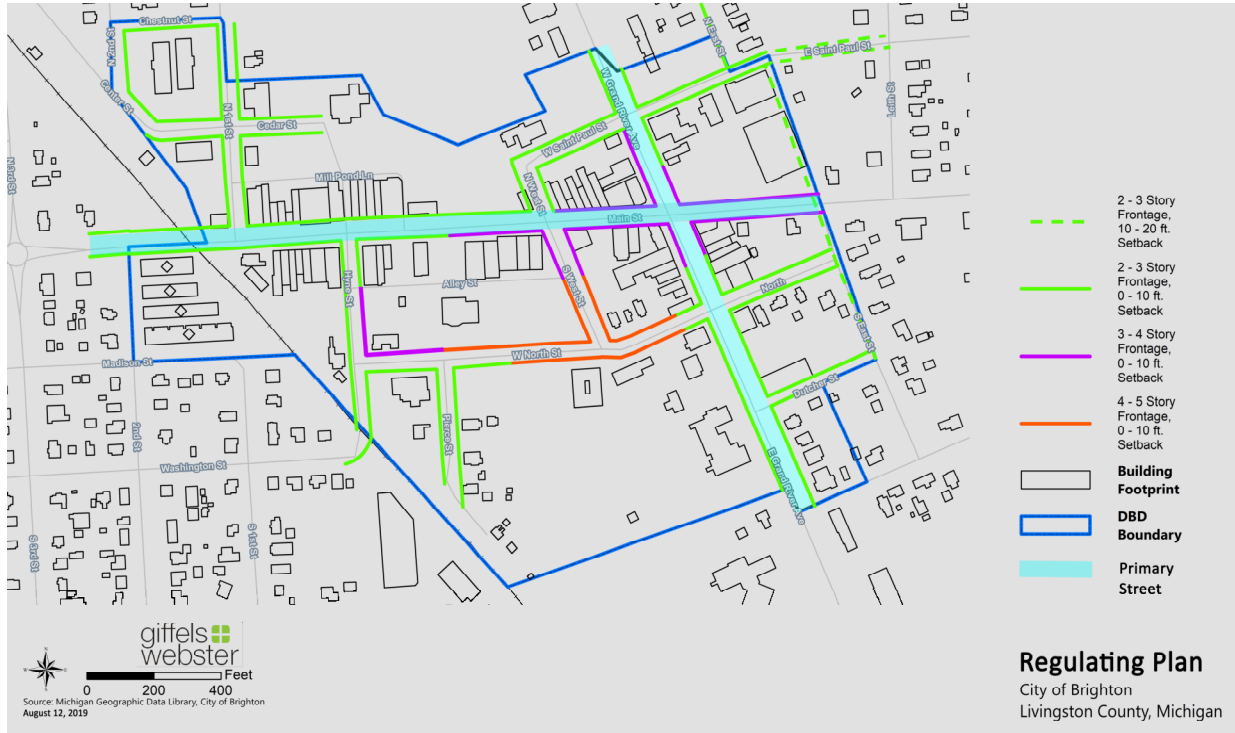 Chestnut St
N 2nd St
Center St
N 1st St
Cedar St
N East St
E Saint Paul St
W Grand River Ave
W Saint Paul St
Leith St
N 3rd St
Mill Pond Ln
N West St
Main St
Hyne St
Alley St
S West St
North
S East St
W North St
Madison St
2nd St
Pierce St
Dutcher St
Washington St
E Grand River Ave
S 3rd St
S 1st St
2 - 3 Story
Frontage,
10 - 20 ft.
Setback
2 - 3 Story
Frontage,
0 - 10 ft.
Setback
3 - 4 Story
Frontage,
0 - 10 ft.
Setback
4 - 5 Story
Frontage,
0 - 10 ft.
Setback
Building
Footprint
DBD
Boundary
Primary
Street
giffels
webster
N
W
E
S
Feet
0 200 400
Source: Michigan Geographic Data Library, City of Brighton
August 12, 2019
Regulating Plan
City of Brighton
Livingston County, Michigan